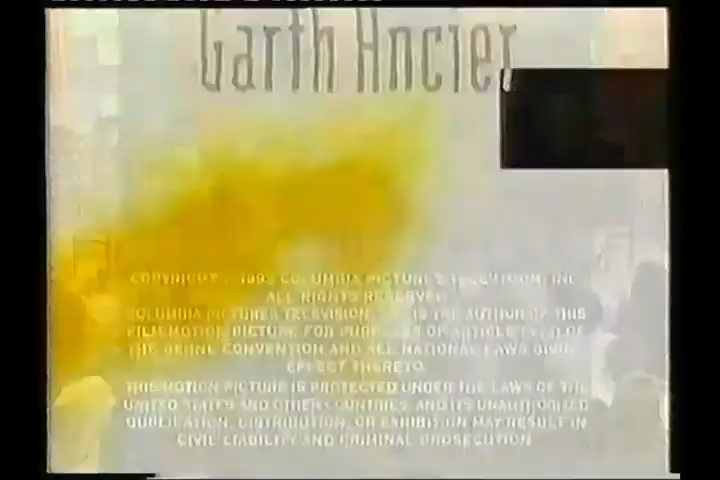 Garth Ancier
COPYRIGHT © COLUMBIA PICTURES TELEVISION, INC.
ALL RIGHTS RESERVED
COLUMBIA PICTURES TELEVISION, IS THE AUTHOR OF THIS
FILM/MOTION PICTURE FOR PURPOSES OF ARTICLE OF
THE BERNE CONVENTION AND ALL NATIONAL LAWS GIVING
EFFECT THERETO.
THIS MOTION PICTURE IS PROTECTED UNDER THE LAWS OF THE
UNITED STATES AND OTHER COUNTRIES, AND ITS UNAUTHORIZED
DUPLICATION, DISTRIBUTION, OR EXHIBITION MAY RESULT IN
CIVIL LIABILITY AND CRIMINAL PROSECUTION